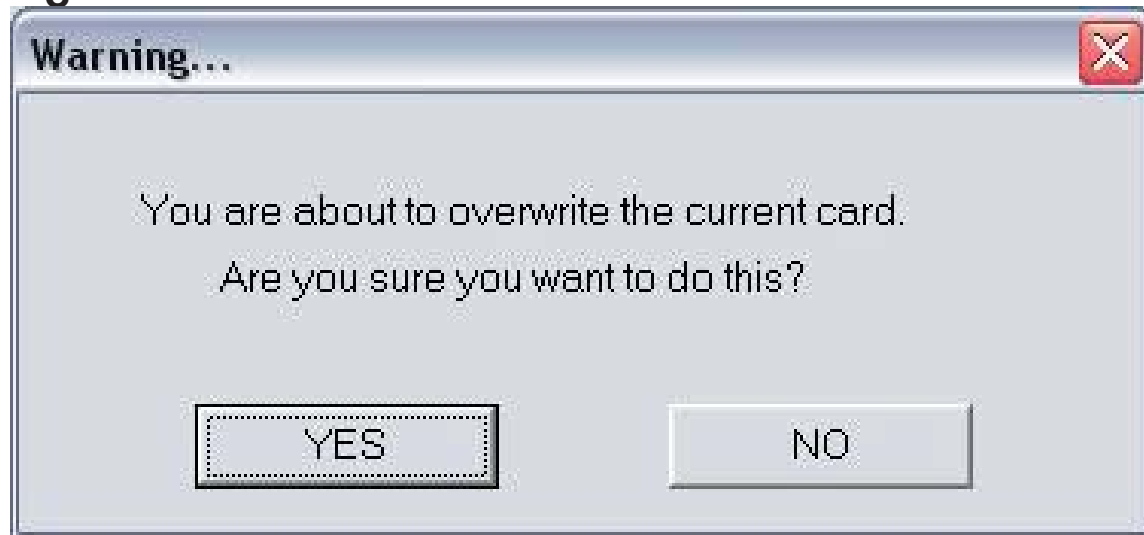 Warning...
You are about to overwrite the current card.
Are you sure you want to do this?
YES
NO